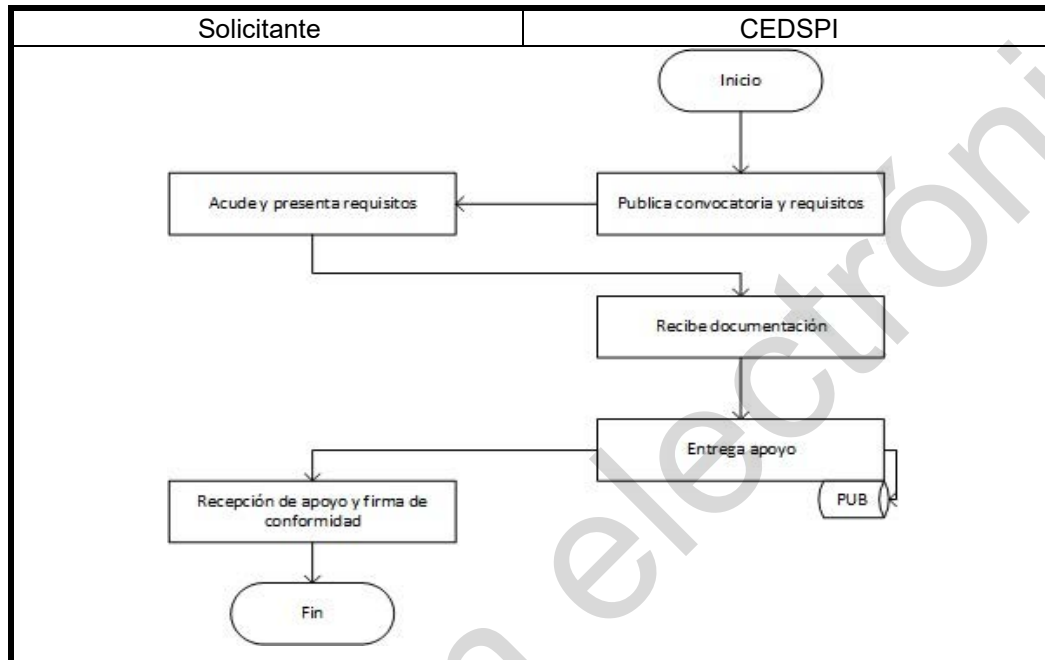 Solicitante
CEDSPI
Inicio
Publica convocatoria y requisitos
Acude y presenta requisitos
Recibe documentación
Entrega apoyo
PUB
Recepción de apoyo y firma de
conformidad
Fin
electróni